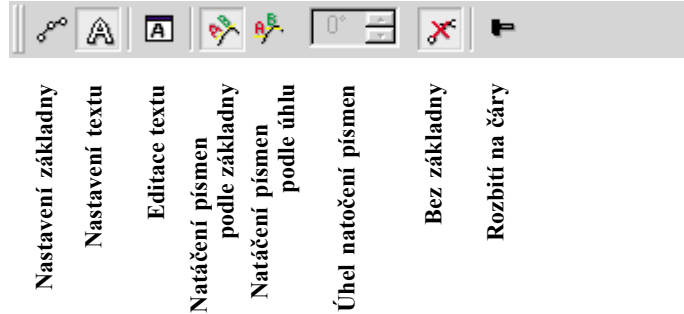 A
A
A B
A B
0°
Nastavení základny
Nastavení textu
Editace textu
Natáčení písmen
podle základny
Natáčení písmen
podle úhlu
Úhel natočení písmen
Bez základny
Rozbití na čáry